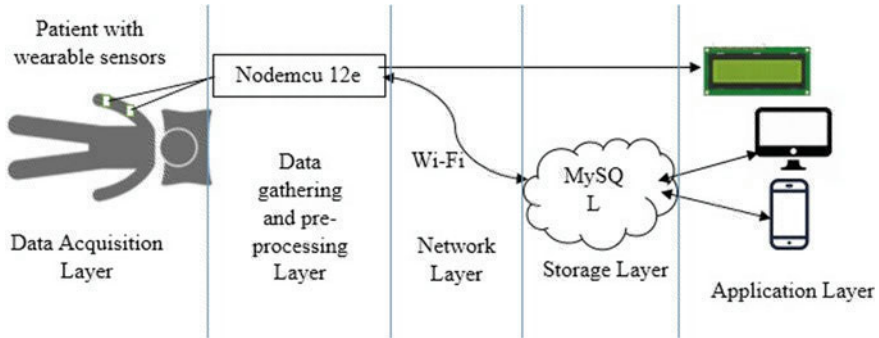 Patient with
wearable sensors
Nodemcu 12e
Wi-Fi
MySQ
L
Data
gathering
and pre-
processing
Layer
Data Acquisition
Layer
Network
Layer
Storage Layer
Application Layer